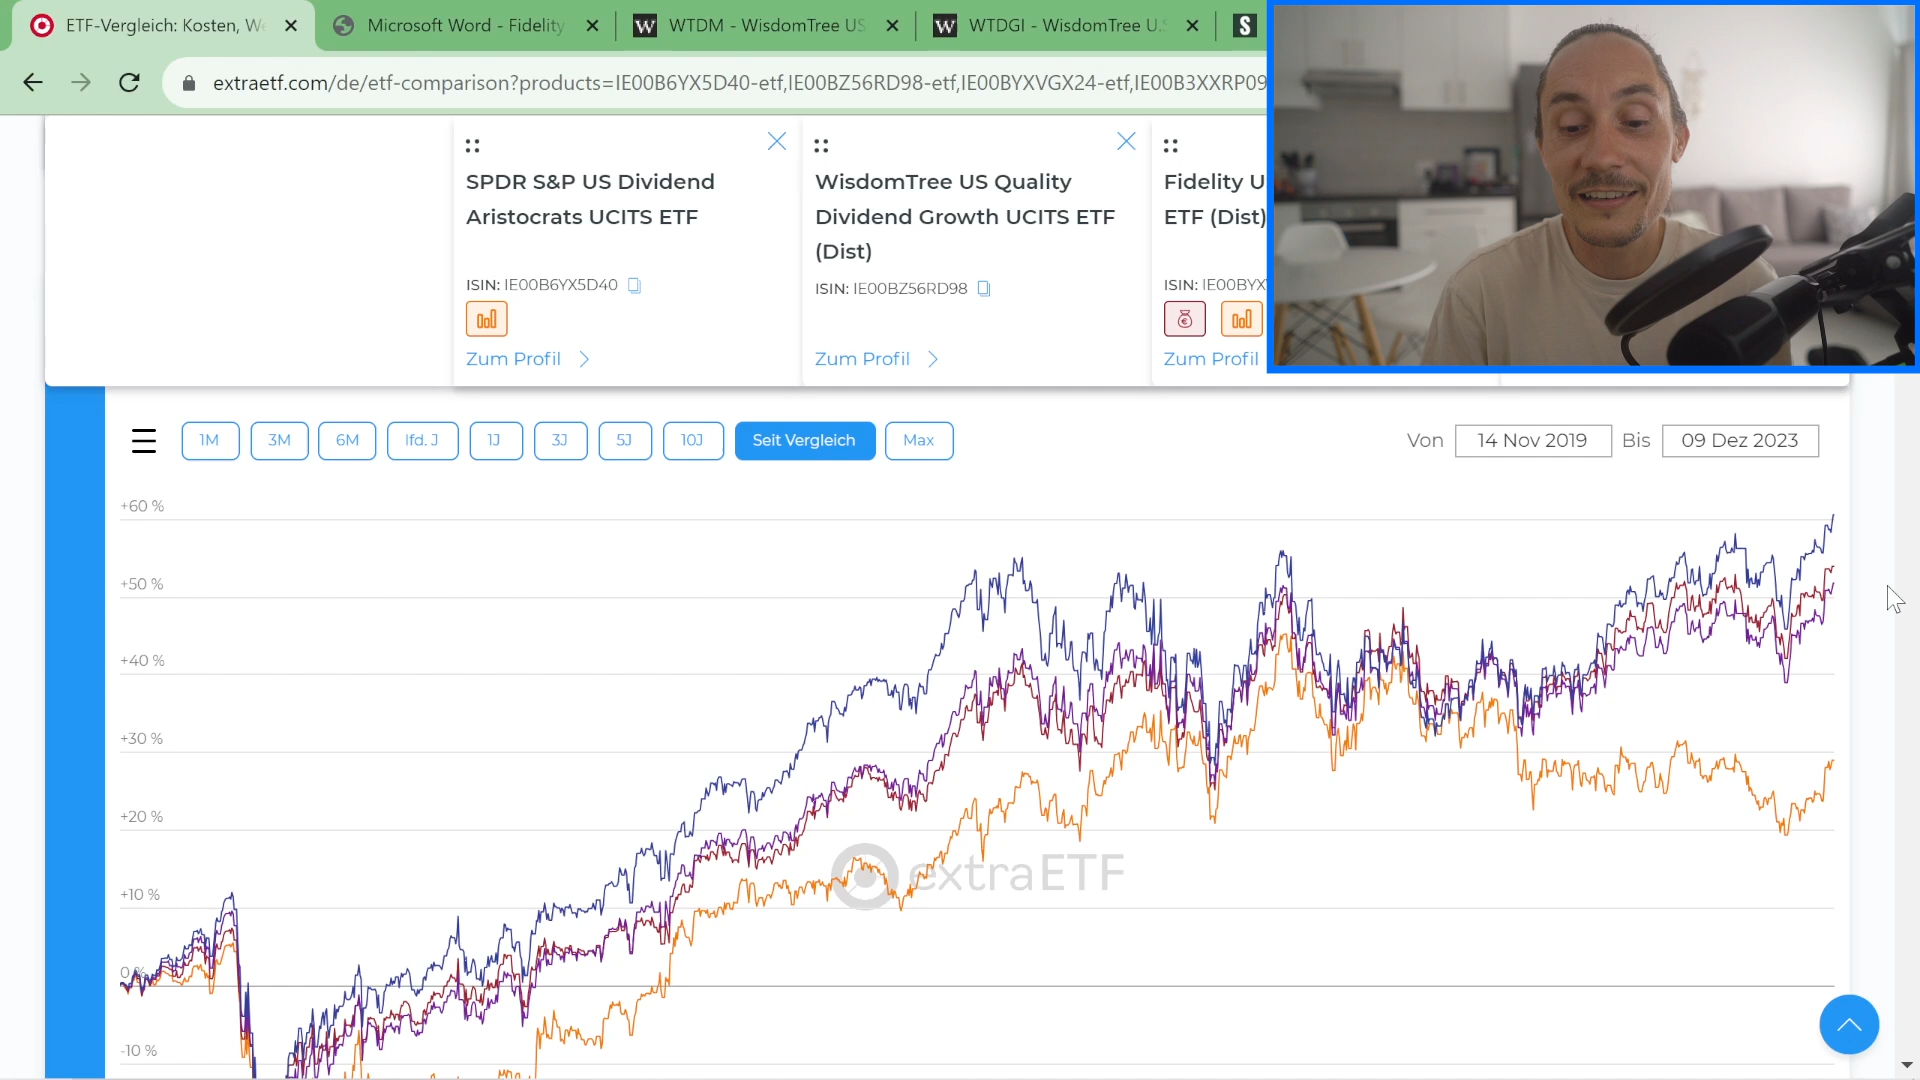 ETF-Vergleich: Kosten, We
Microsoft Word - Fidelity
WTDM - WisdomTree US
WTDGI - WisdomTree U.S
extraetf.com/de/etf-comparison?products=IE00B6YX5D40-etf,IE00BZ56RD98-etf,IE00BYXVGX24-etf,IE00B3XXRP09
SPDR S&P US Dividend
Aristocrats UCITS ETF
ISIN: IE00B6YX5D40
Zum Profil
WisdomTree US Quality
Dividend Growth UCITS ETF
(Dist)
ISIN: IE00BZ56RD98
Zum Profil
Fidelity U
ETF (Dist)
ISIN: IE00BYX
Zum Profil
1M 3M 6M lfd. J 1J 3J 5J 10J Seit Vergleich Max
Von 14 Nov 2019 Bis 09 Dez 2023
+60 %
+50 %
+40 %
+30 %
+20 %
+10 %
0 %
-10 %
extraETF